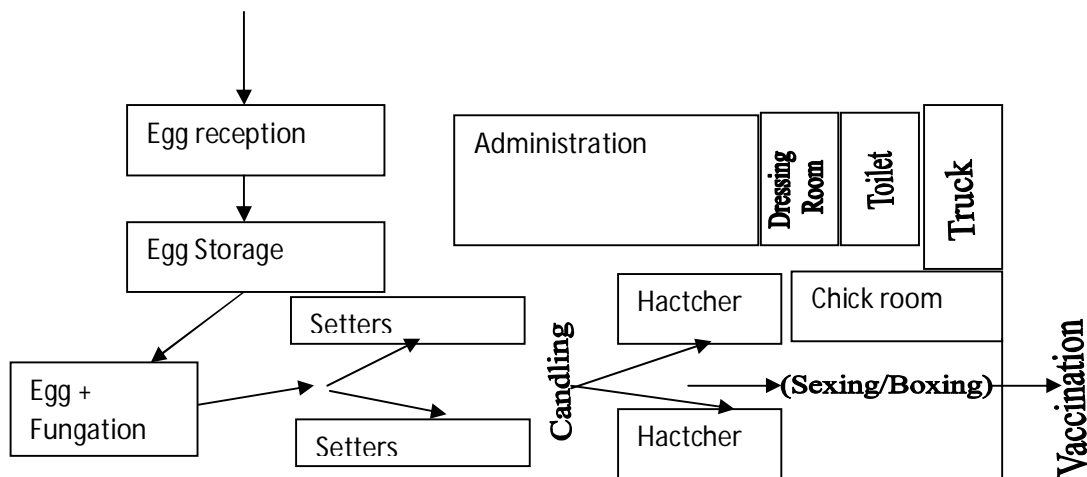 Egg reception
Administration
Dressing
Room
Toilet
Truck
Egg Storage
Setters
Candling
Hactcher
Chick room
Egg +
Fungation
(Sexing/Boxing)
Vaccination
Setters
Hactcher